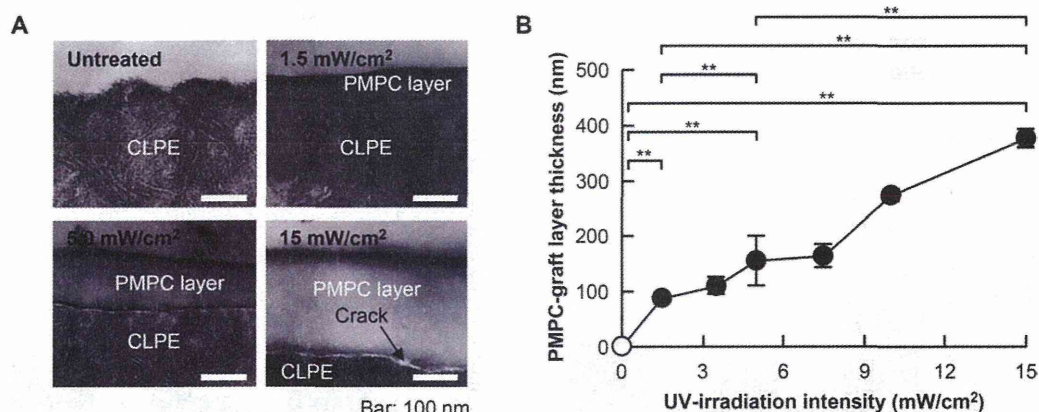 A
Untreated
CLPE
1.5 mW/cm²
PMPC layer
CLPE
5.0 mW/cm²
PMPC layer
CLPE
15 mW/cm²
PMPC layer
Crack
CLPE
Bar: 100 nm
B
**
**
**
**
**
**
PMPC-graft layer thickness (nm)
500
400
300
200
100
0
0 3 6 9 12 15
UV-irradiation intensity (mW/cm²)